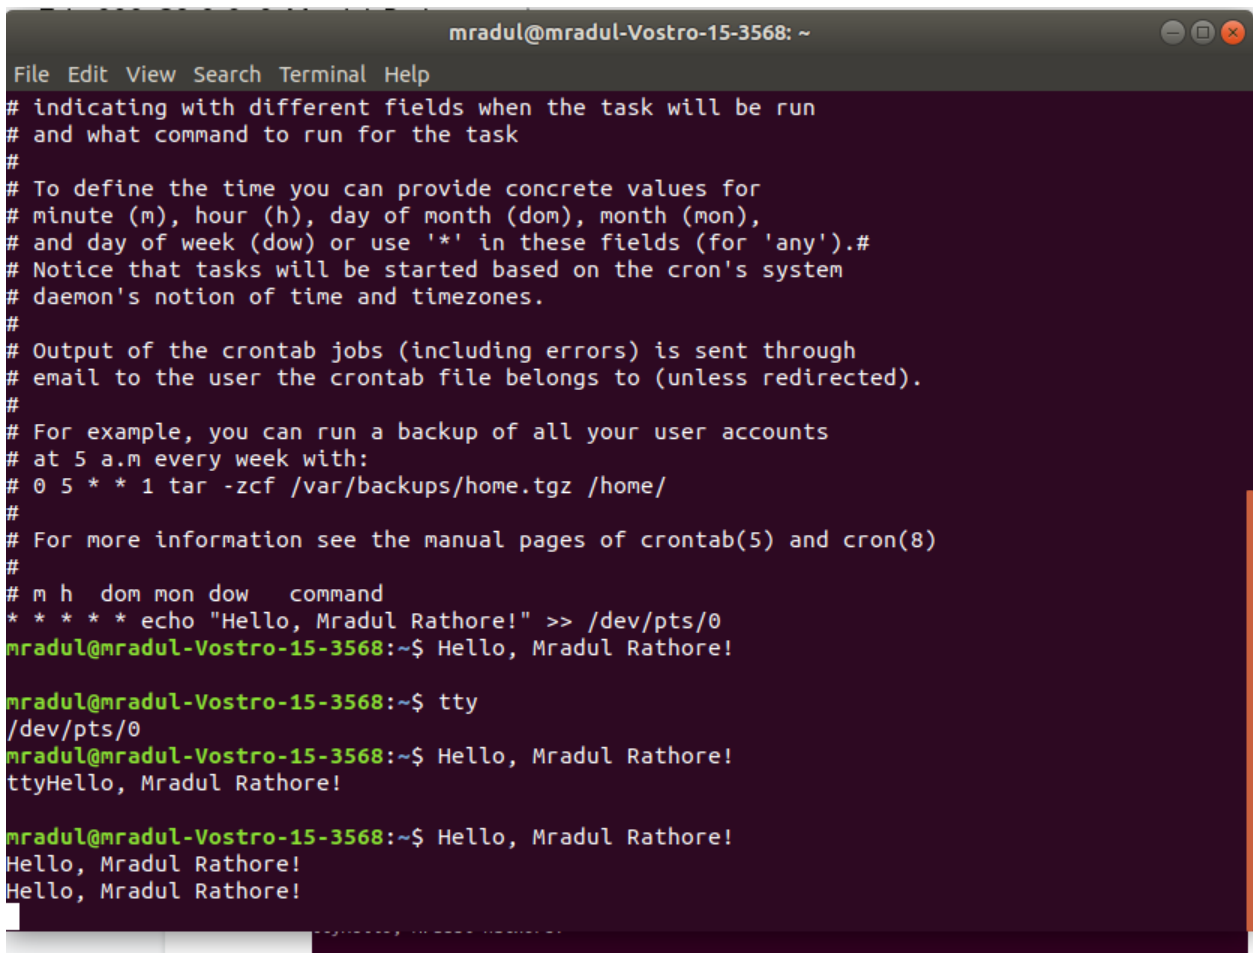 mradul@mradul-Vostro-15-3568: ~
File Edit View Search Terminal Help
# indicating with different fields when the task will be run
# and what command to run for the task
#
# To define the time you can provide concrete values for
# minute (m), hour (h), day of month (dom), month (mon),
# and day of week (dow) or use '*' in these fields (for 'any').#
# Notice that tasks will be started based on the cron's system
# daemon's notion of time and timezones.
#
# Output of the crontab jobs (including errors) is sent through
# email to the user the crontab file belongs to (unless redirected).
#
# For example, you can run a backup of all your user accounts
# at 5 a.m every week with:
# 0 5 * * 1 tar -zcf /var/backups/home.tgz /home/
#
# For more information see the manual pages of crontab(5) and cron(8)
#
# m h  dom mon dow   command
* * * * * echo "Hello, Mradul Rathore!" >> /dev/pts/0
mradul@mradul-Vostro-15-3568:~$ Hello, Mradul Rathore!
mradul@mradul-Vostro-15-3568:~$ tty
/dev/pts/0
mradul@mradul-Vostro-15-3568:~$ Hello, Mradul Rathore!
ttyHello, Mradul Rathore!
mradul@mradul-Vostro-15-3568:~$ Hello, Mradul Rathore!
Hello, Mradul Rathore!
Hello, Mradul Rathore!